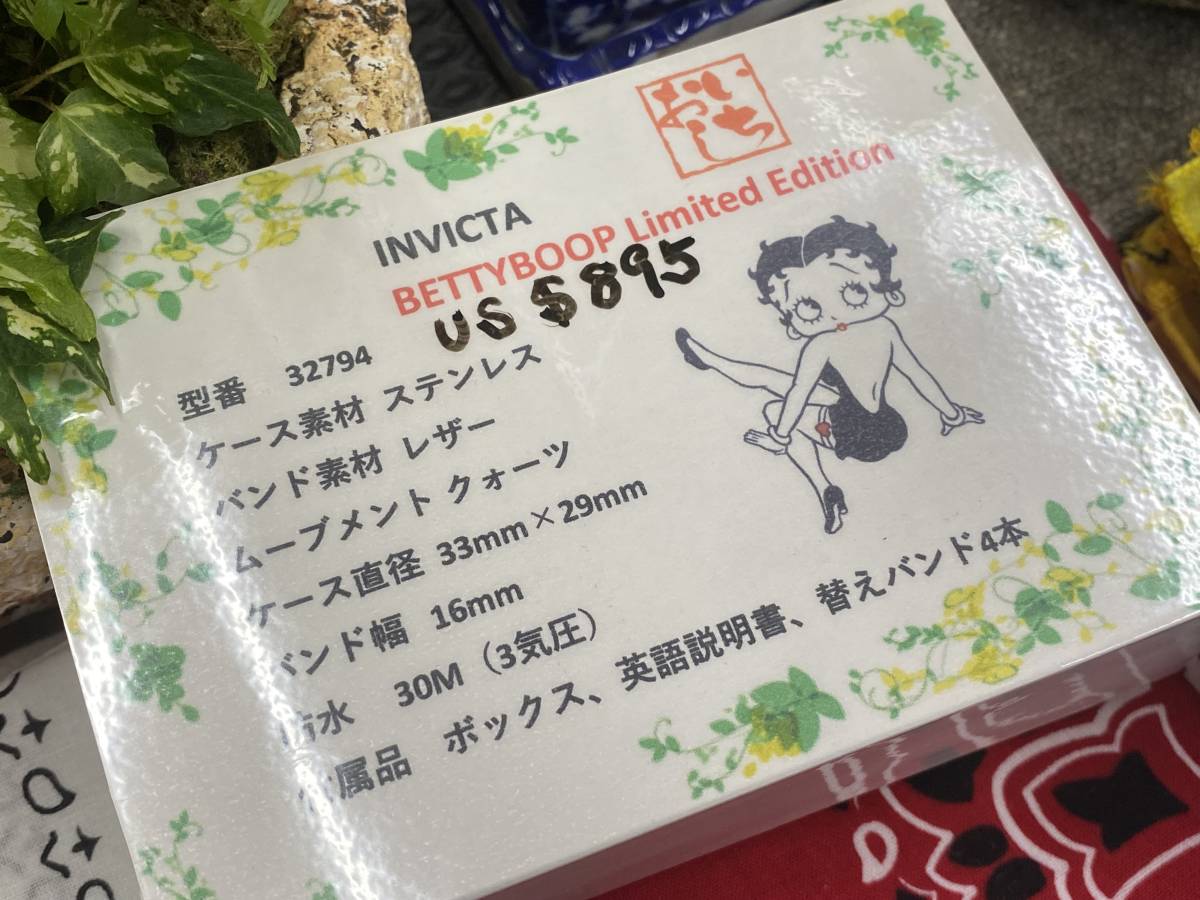 おいしち
INVICTA
BETTYBOOP Limited Edition
US $895
型番 32794
ケース素材 ステンレス
バンド素材 レザー
ムーブメント クォーツ
ケース直径 33mm×29mm
バンド幅 16mm
防水 30M（3気圧）
付属品 ボックス、英語説明書、替えバンド4本